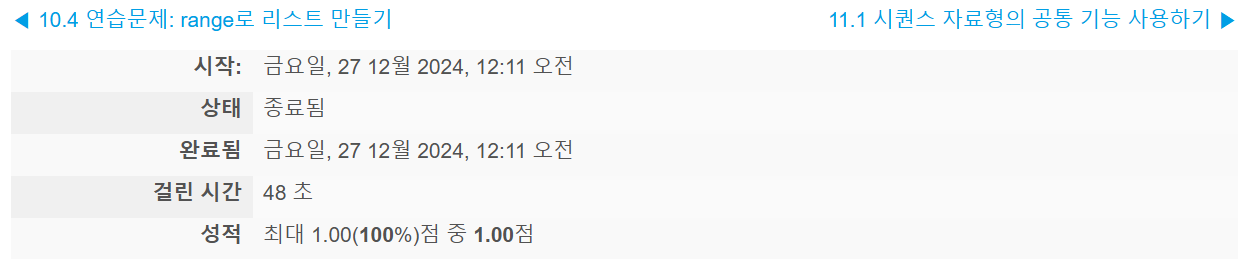 ◀ 10.4 연습문제: range로 리스트 만들기
11.1 시퀀스 자료형의 공통 기능 사용하기 ▶
시작: 금요일, 27 12월 2024, 12:11 오전
상태 종료됨
완료됨 금요일, 27 12월 2024, 12:11 오전
걸린 시간 48 초
성적 최대 1.00(100%)점 중 1.00점